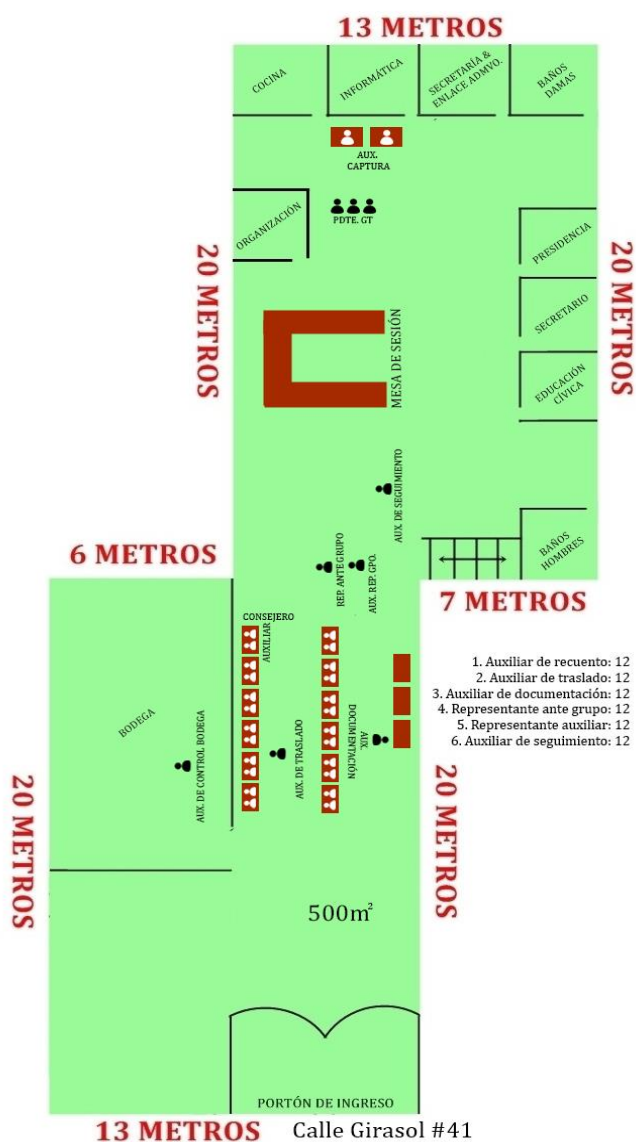 13 METROS
COCINA
INFORMÁTICA
SECRETARÍA &
ENLACE ADMVO.
BAÑOS
DAMAS
AUX.
CAPTURA
PDTE. GT
ORGANIZACIÓN
PRESIDENCIA
20 METROS
20 METROS
SECRETARIO
MESA DE SESIÓN
EDUCACIÓN
CÍVICA
AUX. DE SEGUIMIENTO
BAÑOS
HOMBRES
6 METROS
REP. ANTE GRUPO
AUX. REP. GPO.
7 METROS
CONSEJERO
AUXILIAR
1. Auxiliar de recuento: 12
2. Auxiliar de traslado: 12
3. Auxiliar de documentación: 12
4. Representante ante grupo: 12
5. Representante auxiliar: 12
6. Auxiliar de seguimiento: 12
BODEGA
AUX. DE CONTROL BODEGA
AUX. DE TRASLADO
AUX.
DOCUMENTACIÓN
20 METROS
20 METROS
500m²
PORTÓN DE INGRESO
13 METROS
Calle Girasol #41